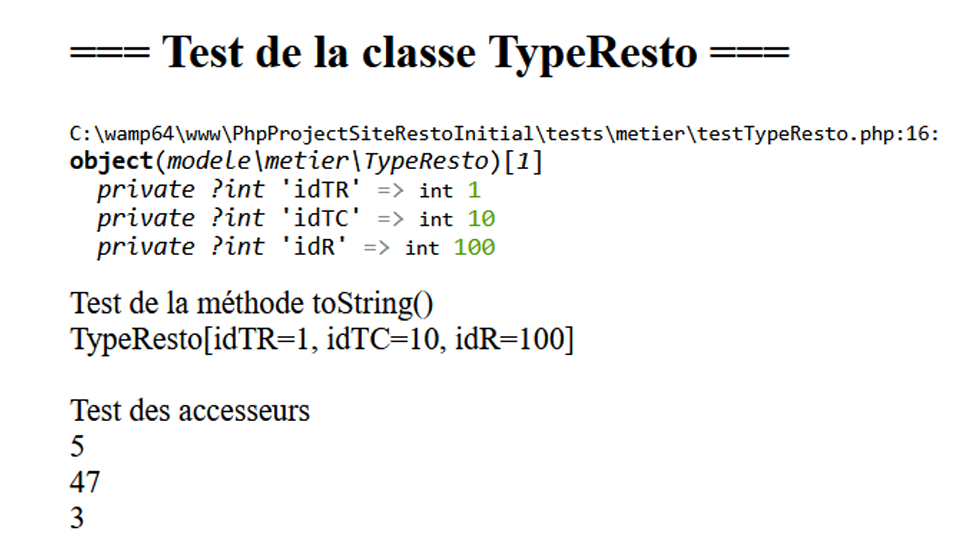 === Test de la classe TypeResto ===
C:\wamp64\www\PhpProjectSiteRestoInitial\tests\metier\testTypeResto.php:16:
object(modele\metier\TypeResto)[1]
private ?int 'idTR' => int 1
private ?int 'idTC' => int 10
private ?int 'idR' => int 100
Test de la méthode toString()
TypeResto[idTR=1, idTC=10, idR=100]
Test des accesseurs
5
47
3